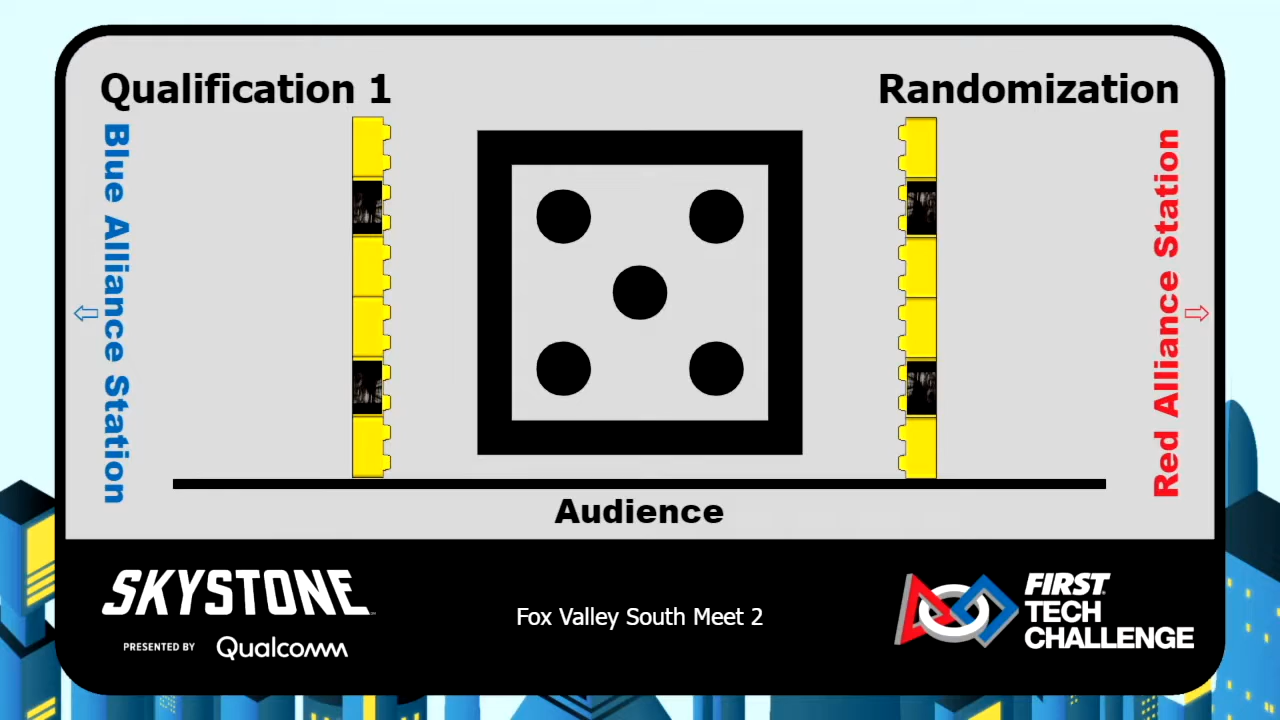 Qualification 1
Randomization
Blue Alliance Station
Red Alliance Station
Audience
SKYSTONE
PRESENTED BY Qualcomm
Fox Valley South Meet 2
FIRST
TECH
CHALLENGE